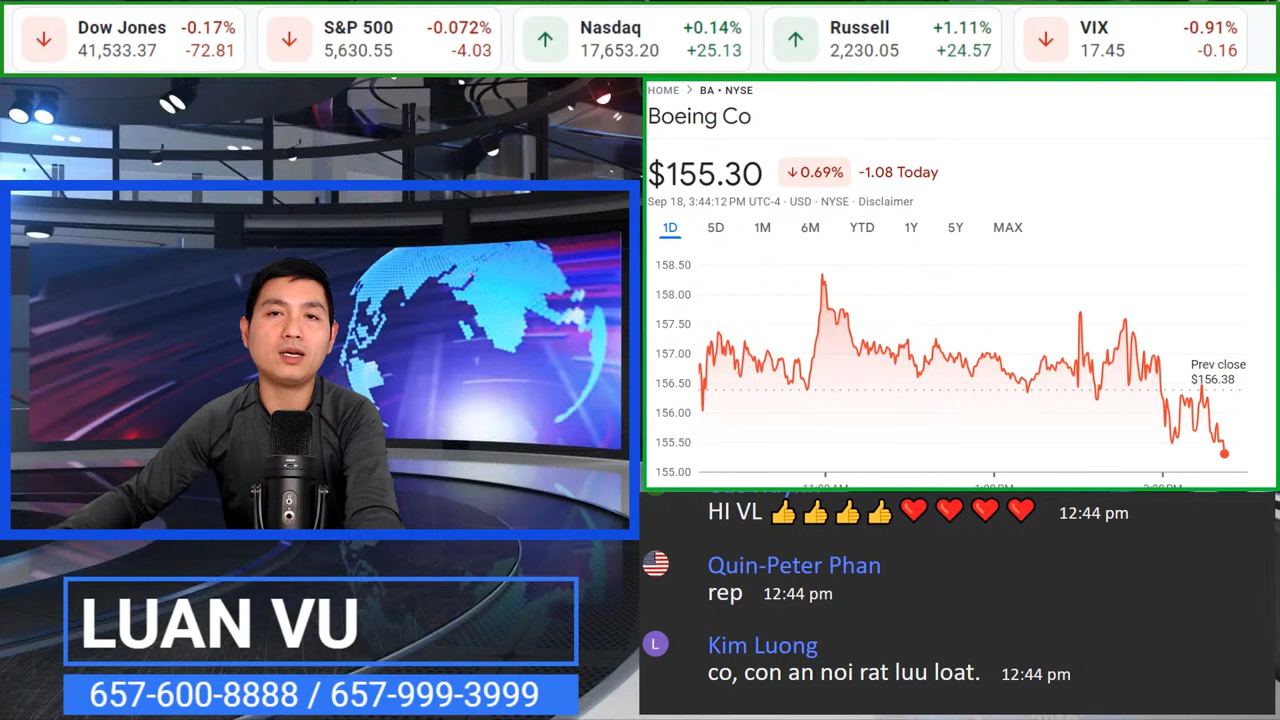 Dow Jones -0.17%
41,533.37 -72.81
S&P 500 -0.072%
5,630.55 -4.03
Nasdaq +0.14%
17,653.20 +25.13
Russell +1.11%
2,230.05 +24.57
VIX -0.91%
17.45 -0.16
HOME > BA • NYSE
Boeing Co
$155.30 ↓0.69% -1.08 Today
Sep 18, 3:44:12 PM UTC-4 · USD · NYSE · Disclaimer
1D 5D 1M 6M YTD 1Y 5Y MAX
158.50
158.00
157.50
157.00
156.50
156.00
155.50
155.00
Prev close
$156.38
HI VL 👍👍👍👍❤️❤️❤️❤️ 12:44 pm
Quin-Peter Phan
rep 12:44 pm
L Kim Luong
co, con an noi rat luu loat. 12:44 pm
LUAN VU
657-600-8888 / 657-999-3999